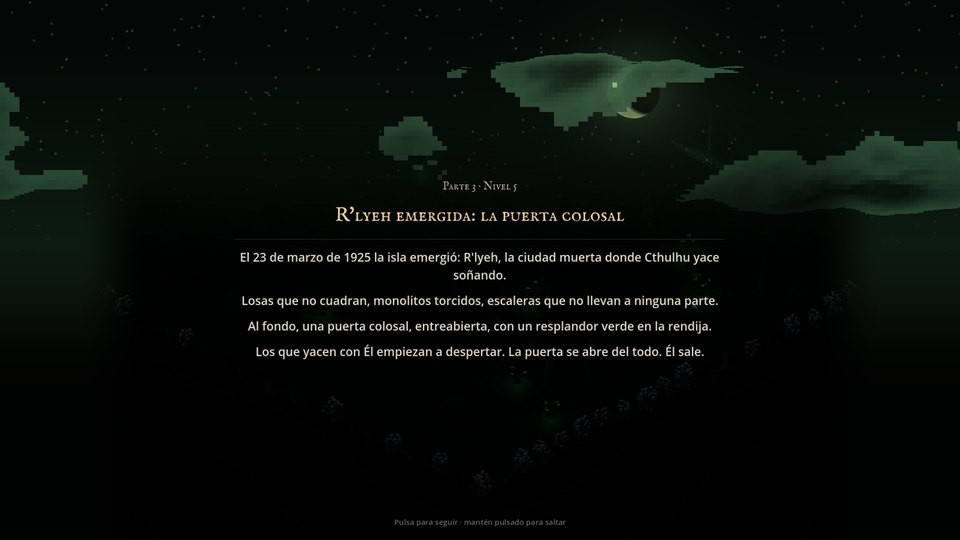 Parte 3 · Nivel 5
R'lyeh emergida: la puerta colosal
El 23 de marzo de 1925 la isla emergió: R'lyeh, la ciudad muerta donde Cthulhu yace
soñando.
Losas que no cuadran, monolitos torcidos, escaleras que no llevan a ninguna parte.
Al fondo, una puerta colosal, entreabierta, con un resplandor verde en la rendija.
Los que yacen con Él empiezan a despertar. La puerta se abre del todo. Él sale.
Pulsa para seguir · mantén pulsado para saltar